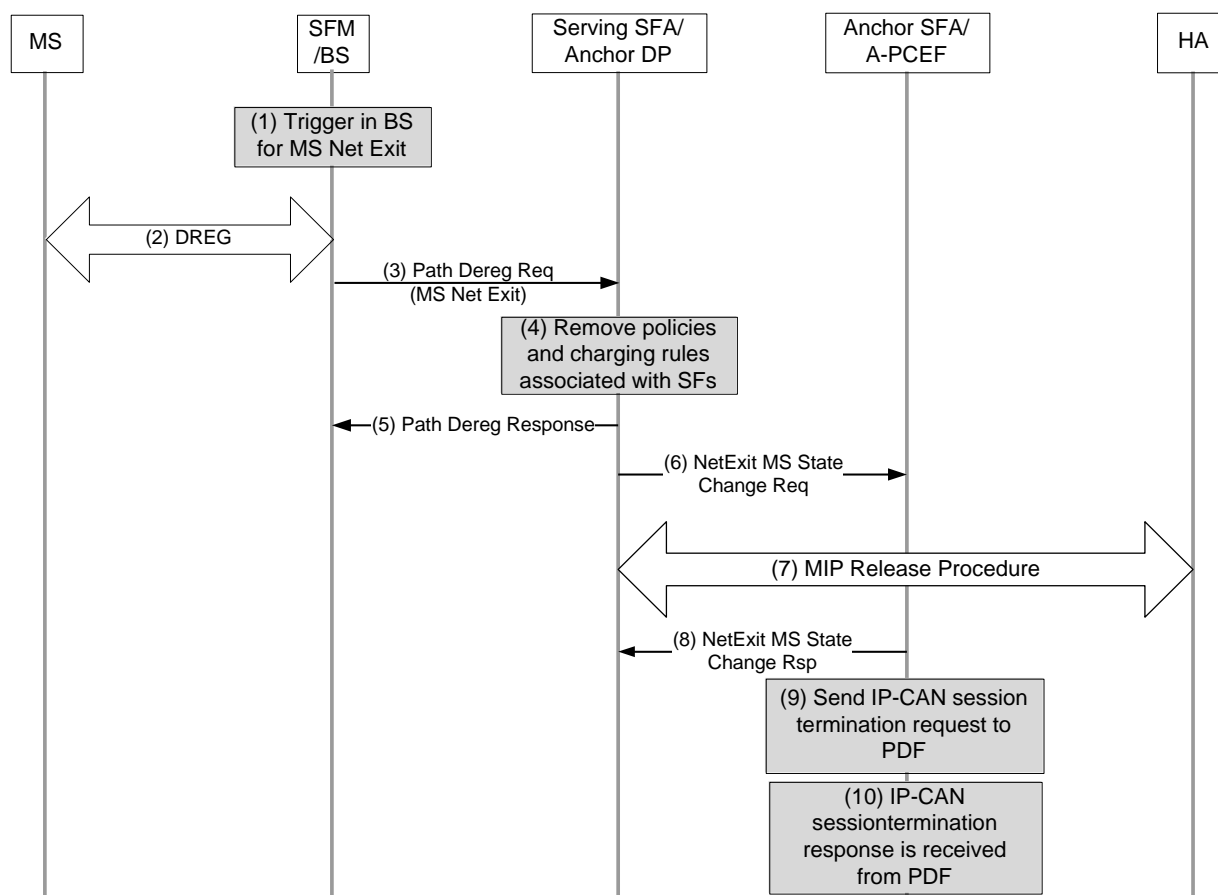 MS
SFM
/BS
Serving SFA/
Anchor DP
Anchor SFA/
A-PCEF
HA
(1) Trigger in BS
for MS Net Exit
(2) DREG
(3) Path Dereg Req
(MS Net Exit)
(4) Remove policies
and charging rules
associated with SFs
(5) Path Dereg Response
(6) NetExit MS State
Change Req
(7) MIP Release Procedure
(8) NetExit MS State
Change Rsp
(9) Send IP-CAN session
termination request to
PDF
(10) IP-CAN
sessiontermination
response is received
from PDF